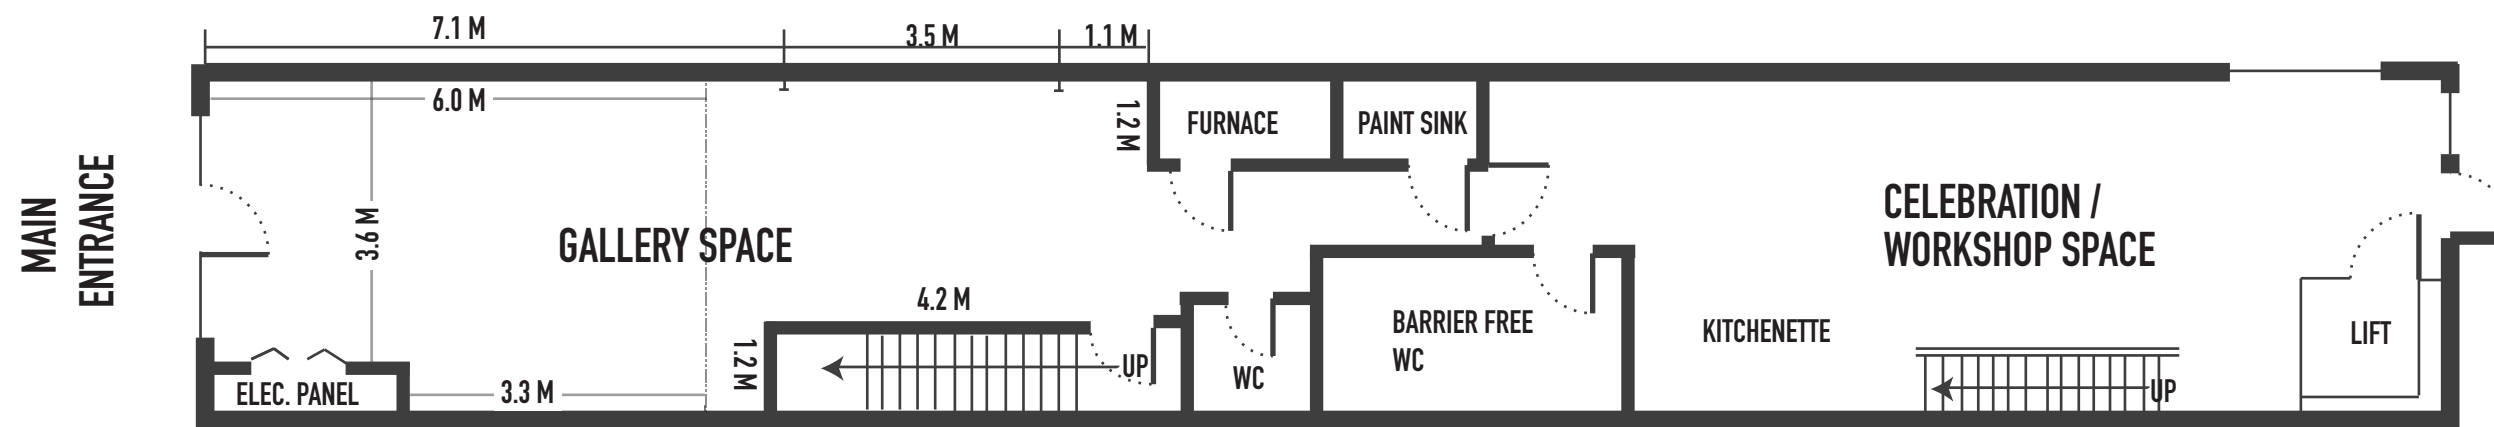 7.1 M
3.5 M
1.1 M
6.0 M
MAIN
ENTRANCE
3.9 M
1.2 M
FURNACE
PAINT SINK
GALLERY SPACE
CELEBRATION /
WORKSHOP SPACE
4.2 M
1.2 M
UP
WC
BARRIER FREE
WC
KITCHENETTE
LIFT
ELEC. PANEL
3.3 M
UP